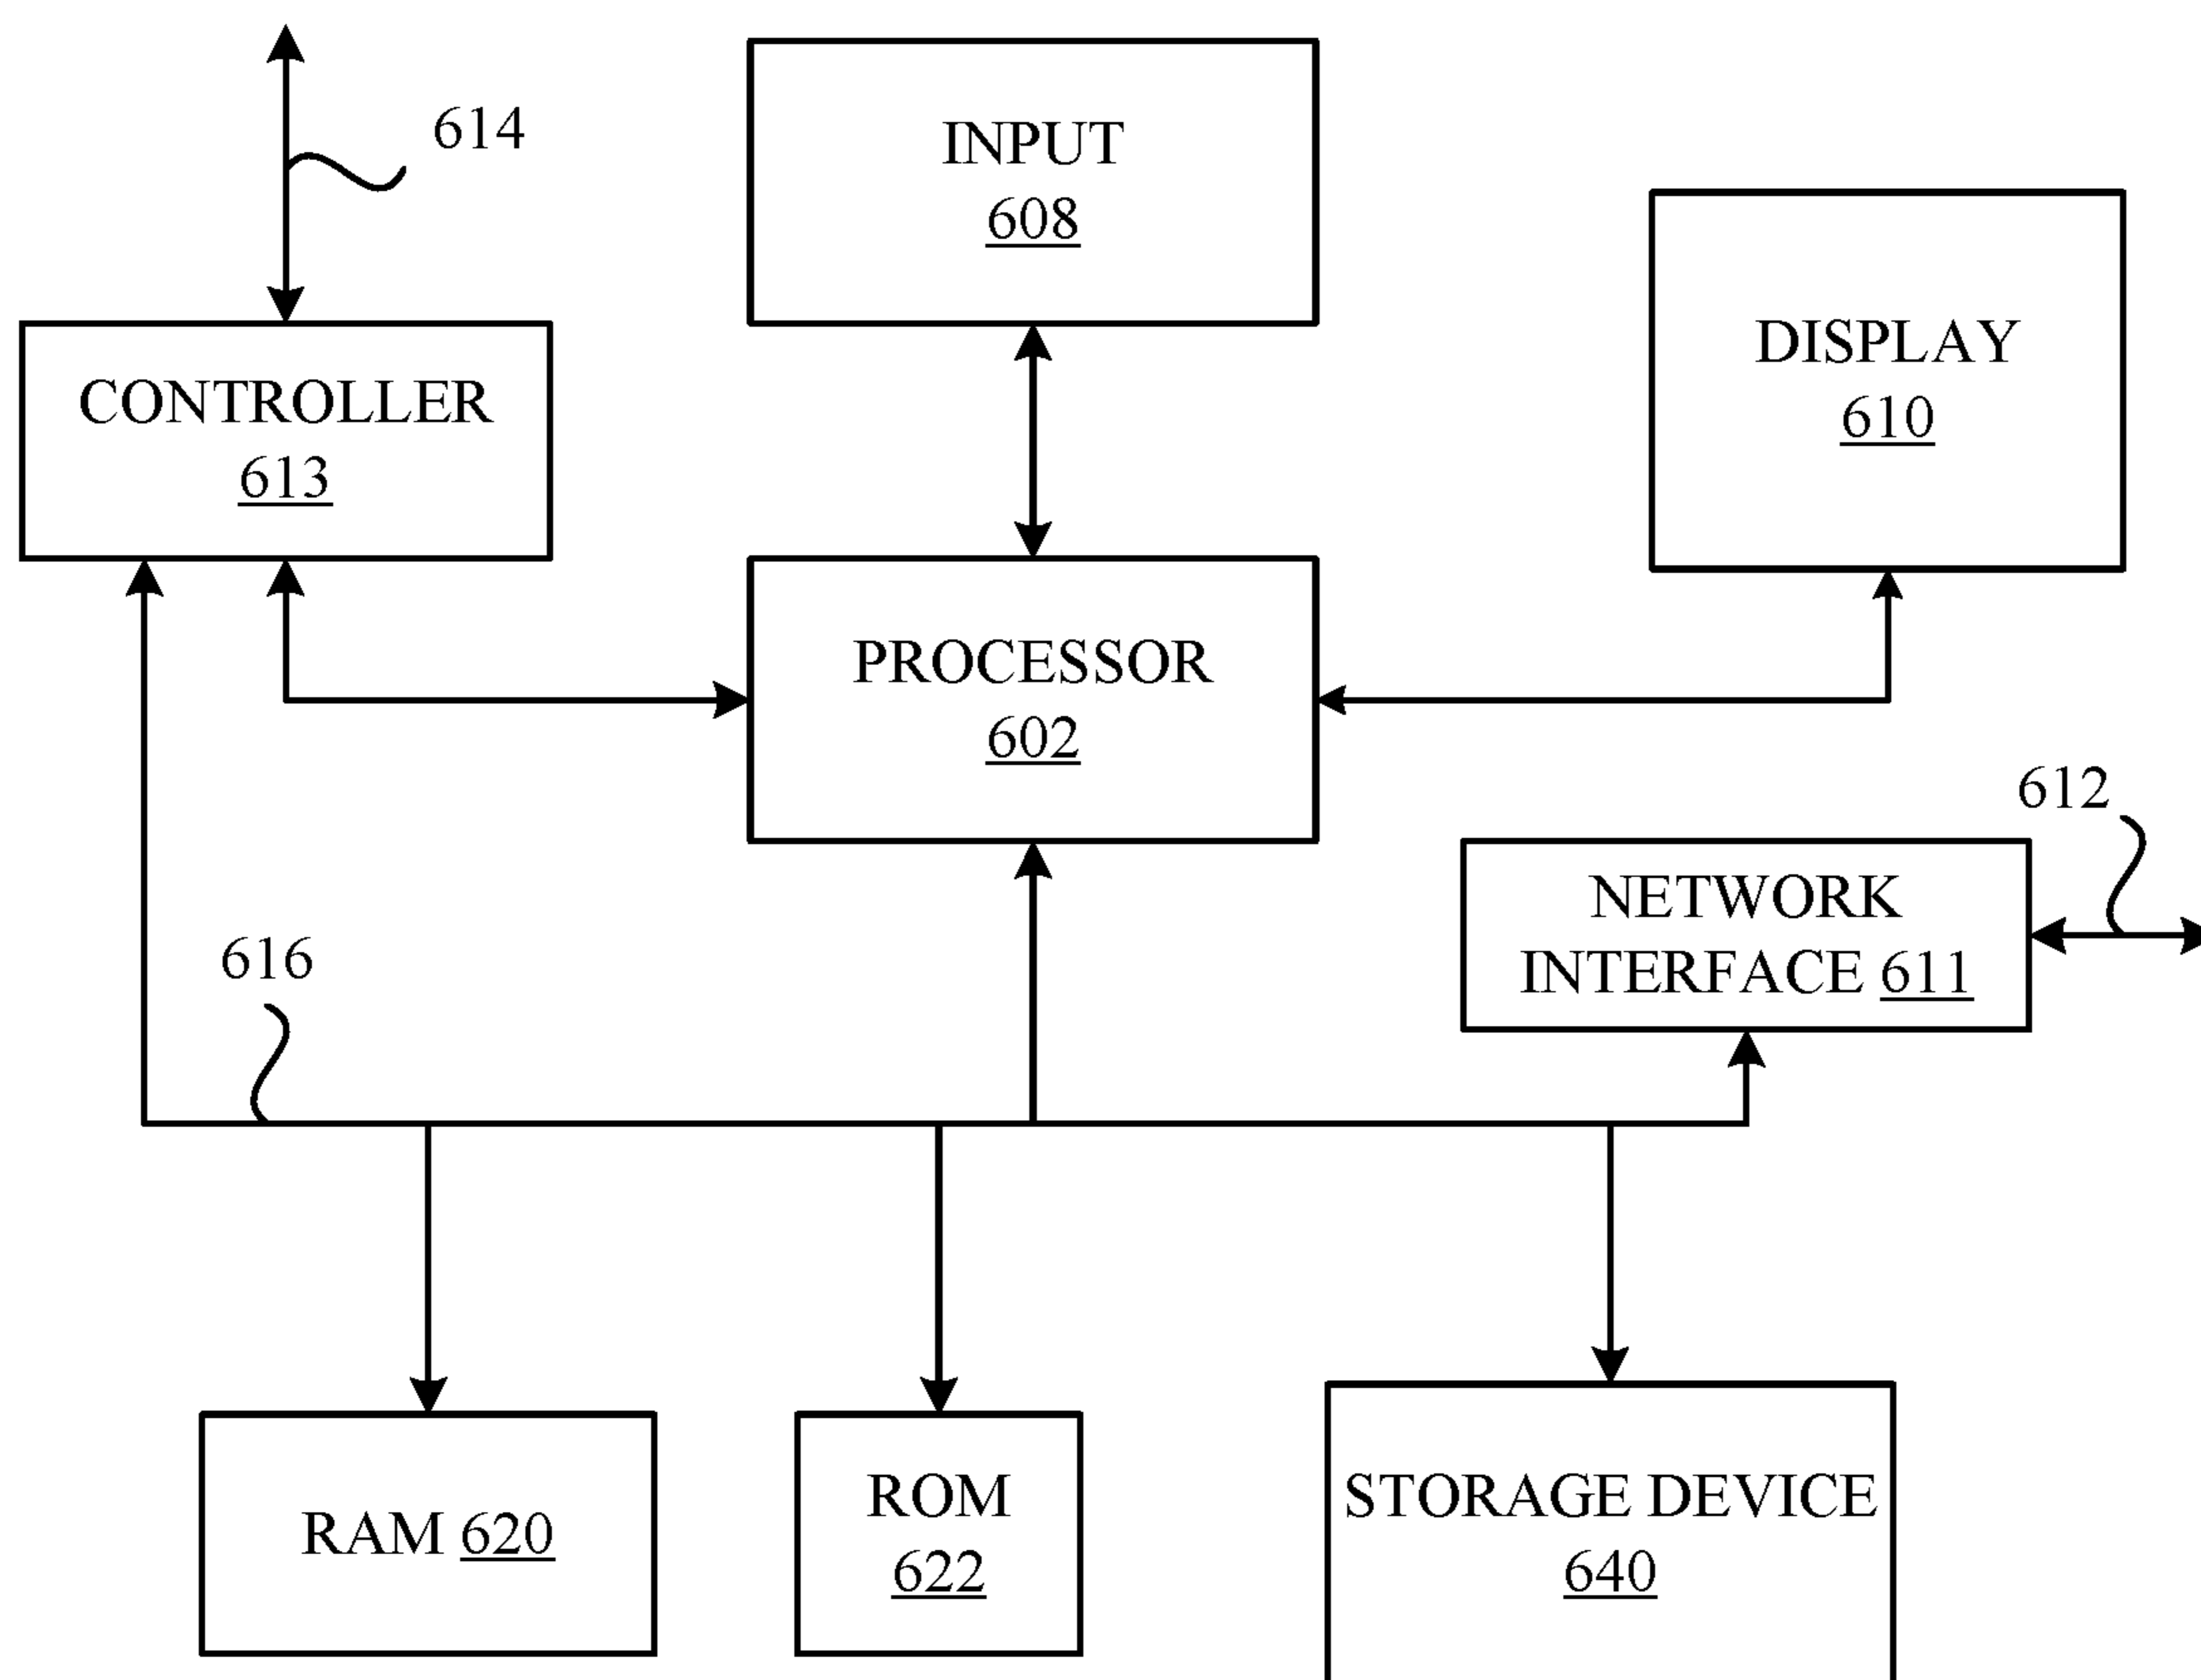 614
INPUT
608
DISPLAY
610
CONTROLLER
613
PROCESSOR
602
612
NETWORK
INTERFACE 611
616
RAM 620
ROM
622
STORAGE DEVICE
640